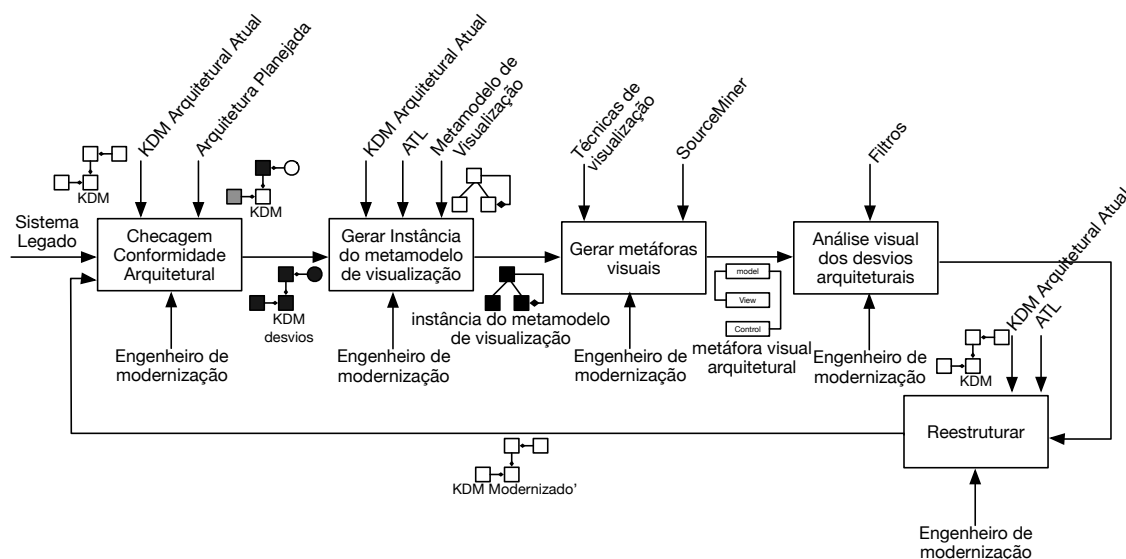 KDM Arquitetural Atual
Arquitetura Planejada
KDM
KDM
Sistema
Legado
Checagem
Conformidade
Arquitetural
Engenheiro de
modernização
KDM
desvios
KDM Arquitetural Atual
ATL
Metamodelo de
Visualização
Gerar Instância
do metamodelo
de visualização
Engenheiro de
modernização
instância do metamodelo
de visualização
Técnicas de
visualização
SourceMiner
Gerar metáforas
visuais
Engenheiro de
modernização
model
View
Control
metáfora visual
arquitetural
Filtros
Análise visual
dos desvios
arquiteturais
Engenheiro de
modernização
KDM
KDM Arquitetural Atual
ATL
Reestruturar
Engenheiro de
modernização
KDM Modernizado'